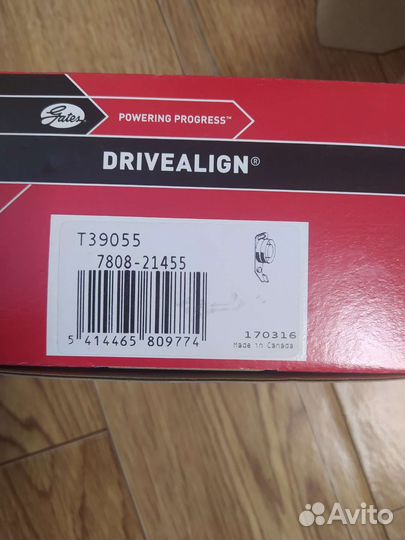 Gates
POWERING PROGRESS™
DRIVEALIGN®
T39055
7808-21455
5 414465 809774
170316
Made in Canada
Avito